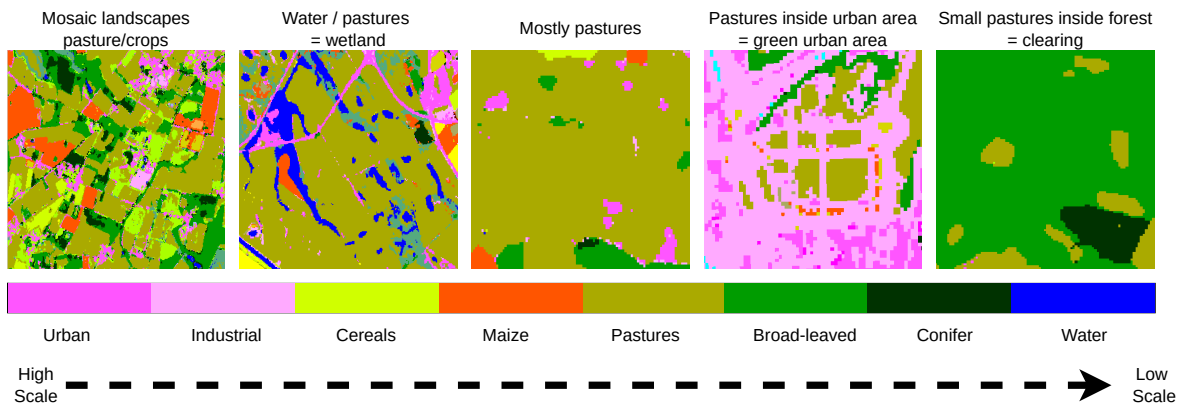 Mosaic landscapes
pasture/crops
Water / pastures
= wetland
Mostly pastures
Pastures inside urban area
= green urban area
Small pastures inside forest
= clearing
Urban
Industrial
Cereals
Maize
Pastures
Broad-leaved
Conifer
Water
High
Scale
Low
Scale